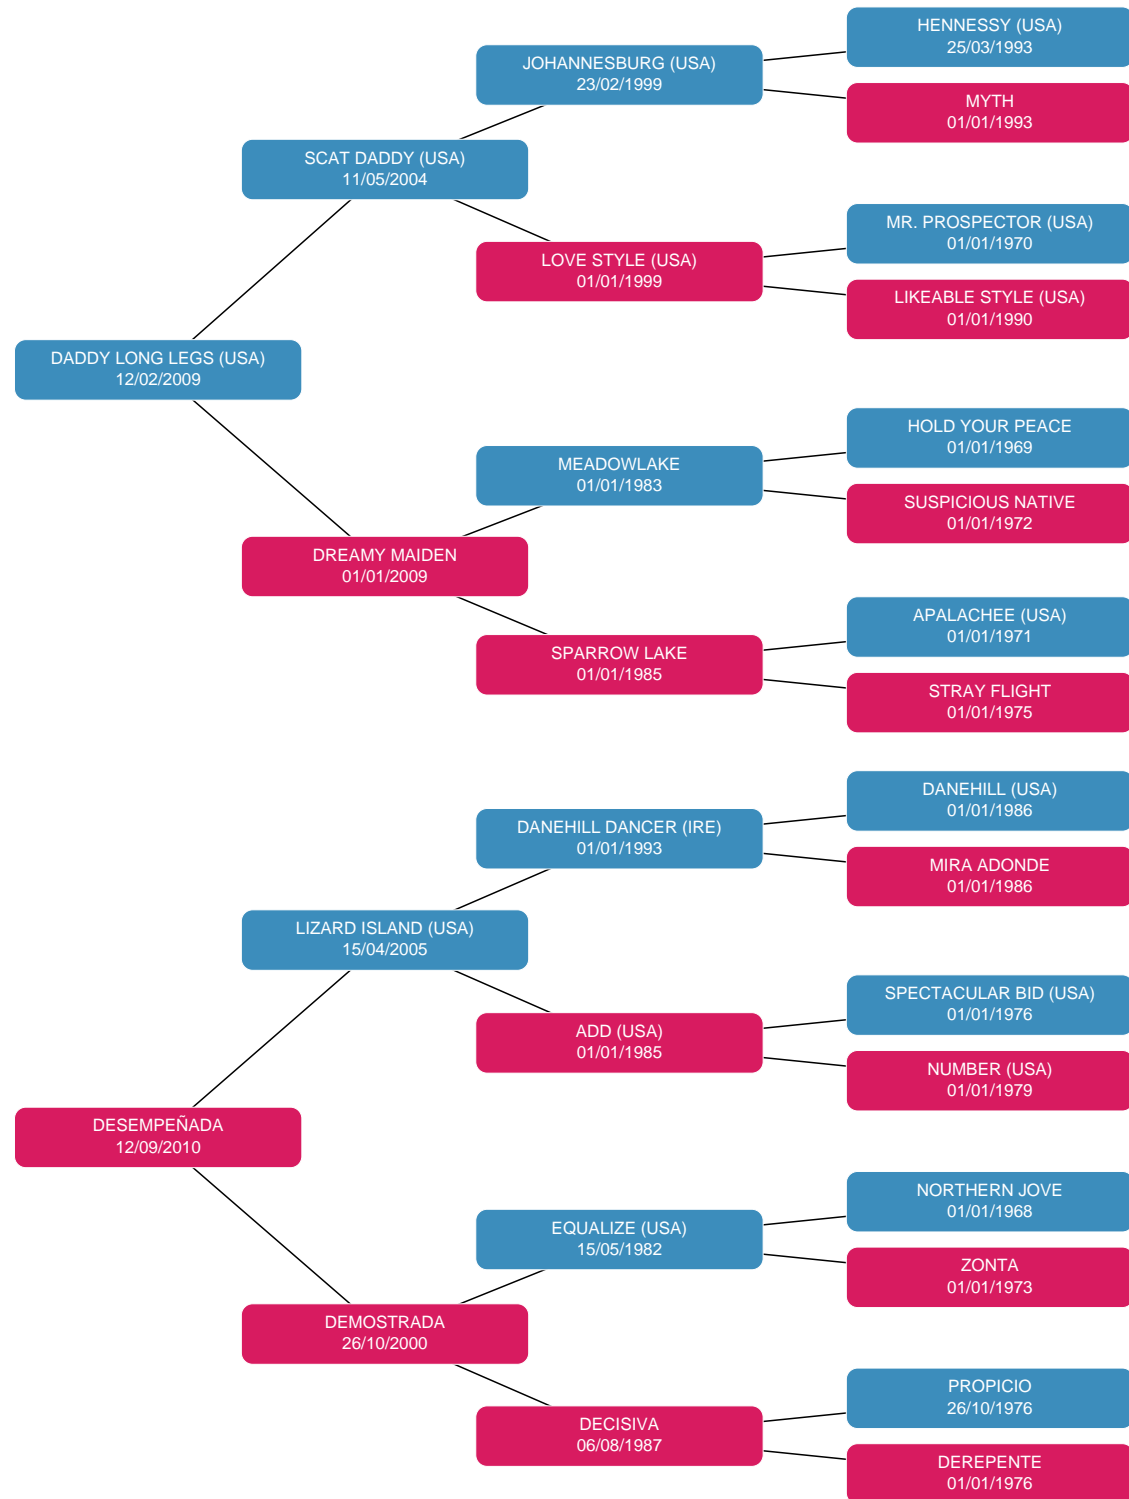 HENNESSY (USA)
25/03/1993
JOHANNESBURG (USA)
23/02/1999
MYTH
01/01/1993
SCAT DADDY (USA)
11/05/2004
MR. PROSPECTOR (USA)
01/01/1970
LOVE STYLE (USA)
01/01/1999
LIKEABLE STYLE (USA)
01/01/1990
DADDY LONG LEGS (USA)
12/02/2009
HOLD YOUR PEACE
01/01/1969
MEADOWLAKE
01/01/1983
SUSPICIOUS NATIVE
01/01/1972
DREAMY MAIDEN
01/01/2009
APALACHEE (USA)
01/01/1971
SPARROW LAKE
01/01/1985
STRAY FLIGHT
01/01/1975
DANEHILL (USA)
01/01/1986
DANEHILL DANCER (IRE)
01/01/1993
MIRA ADONDE
01/01/1986
LIZARD ISLAND (USA)
15/04/2005
SPECTACULAR BID (USA)
01/01/1976
ADD (USA)
01/01/1985
NUMBER (USA)
01/01/1979
DESEMPEÑADA
12/09/2010
NORTHERN JOVE
01/01/1968
EQUALIZE (USA)
15/05/1982
ZONTA
01/01/1973
DEMOSTRADA
26/10/2000
PROPICIO
26/10/1976
DECISIVA
06/08/1987
DEREPENTE
01/01/1976